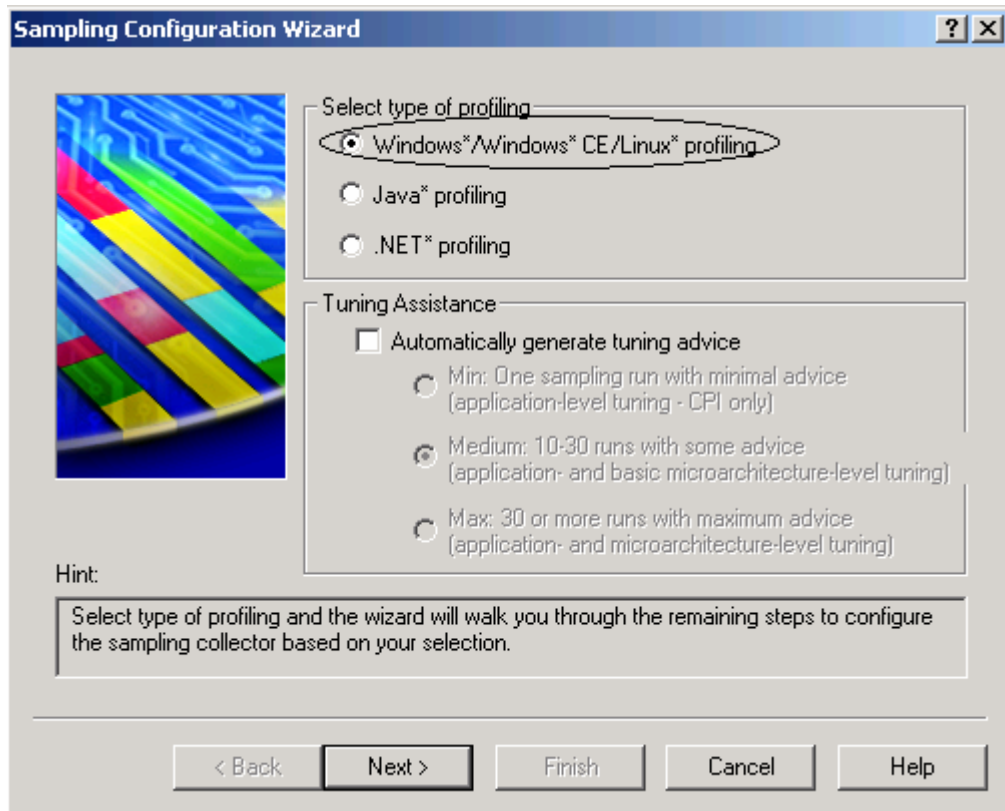 Sampling Configuration Wizard
Select type of profiling
Windows*/Windows* CE/Linux* profiling
Java* profiling
.NET* profiling
Tuning Assistance
Automatically generate tuning advice
Min: One sampling run with minimal advice
(application-level tuning - CPI only)
Medium: 10-30 runs with some advice
(application- and basic microarchitecture-level tuning)
Max: 30 or more runs with maximum advice
(application- and microarchitecture-level tuning)
Hint:
Select type of profiling and the wizard will walk you through the remaining steps to configure
the sampling collector based on your selection.
< Back
Next >
Finish
Cancel
Help